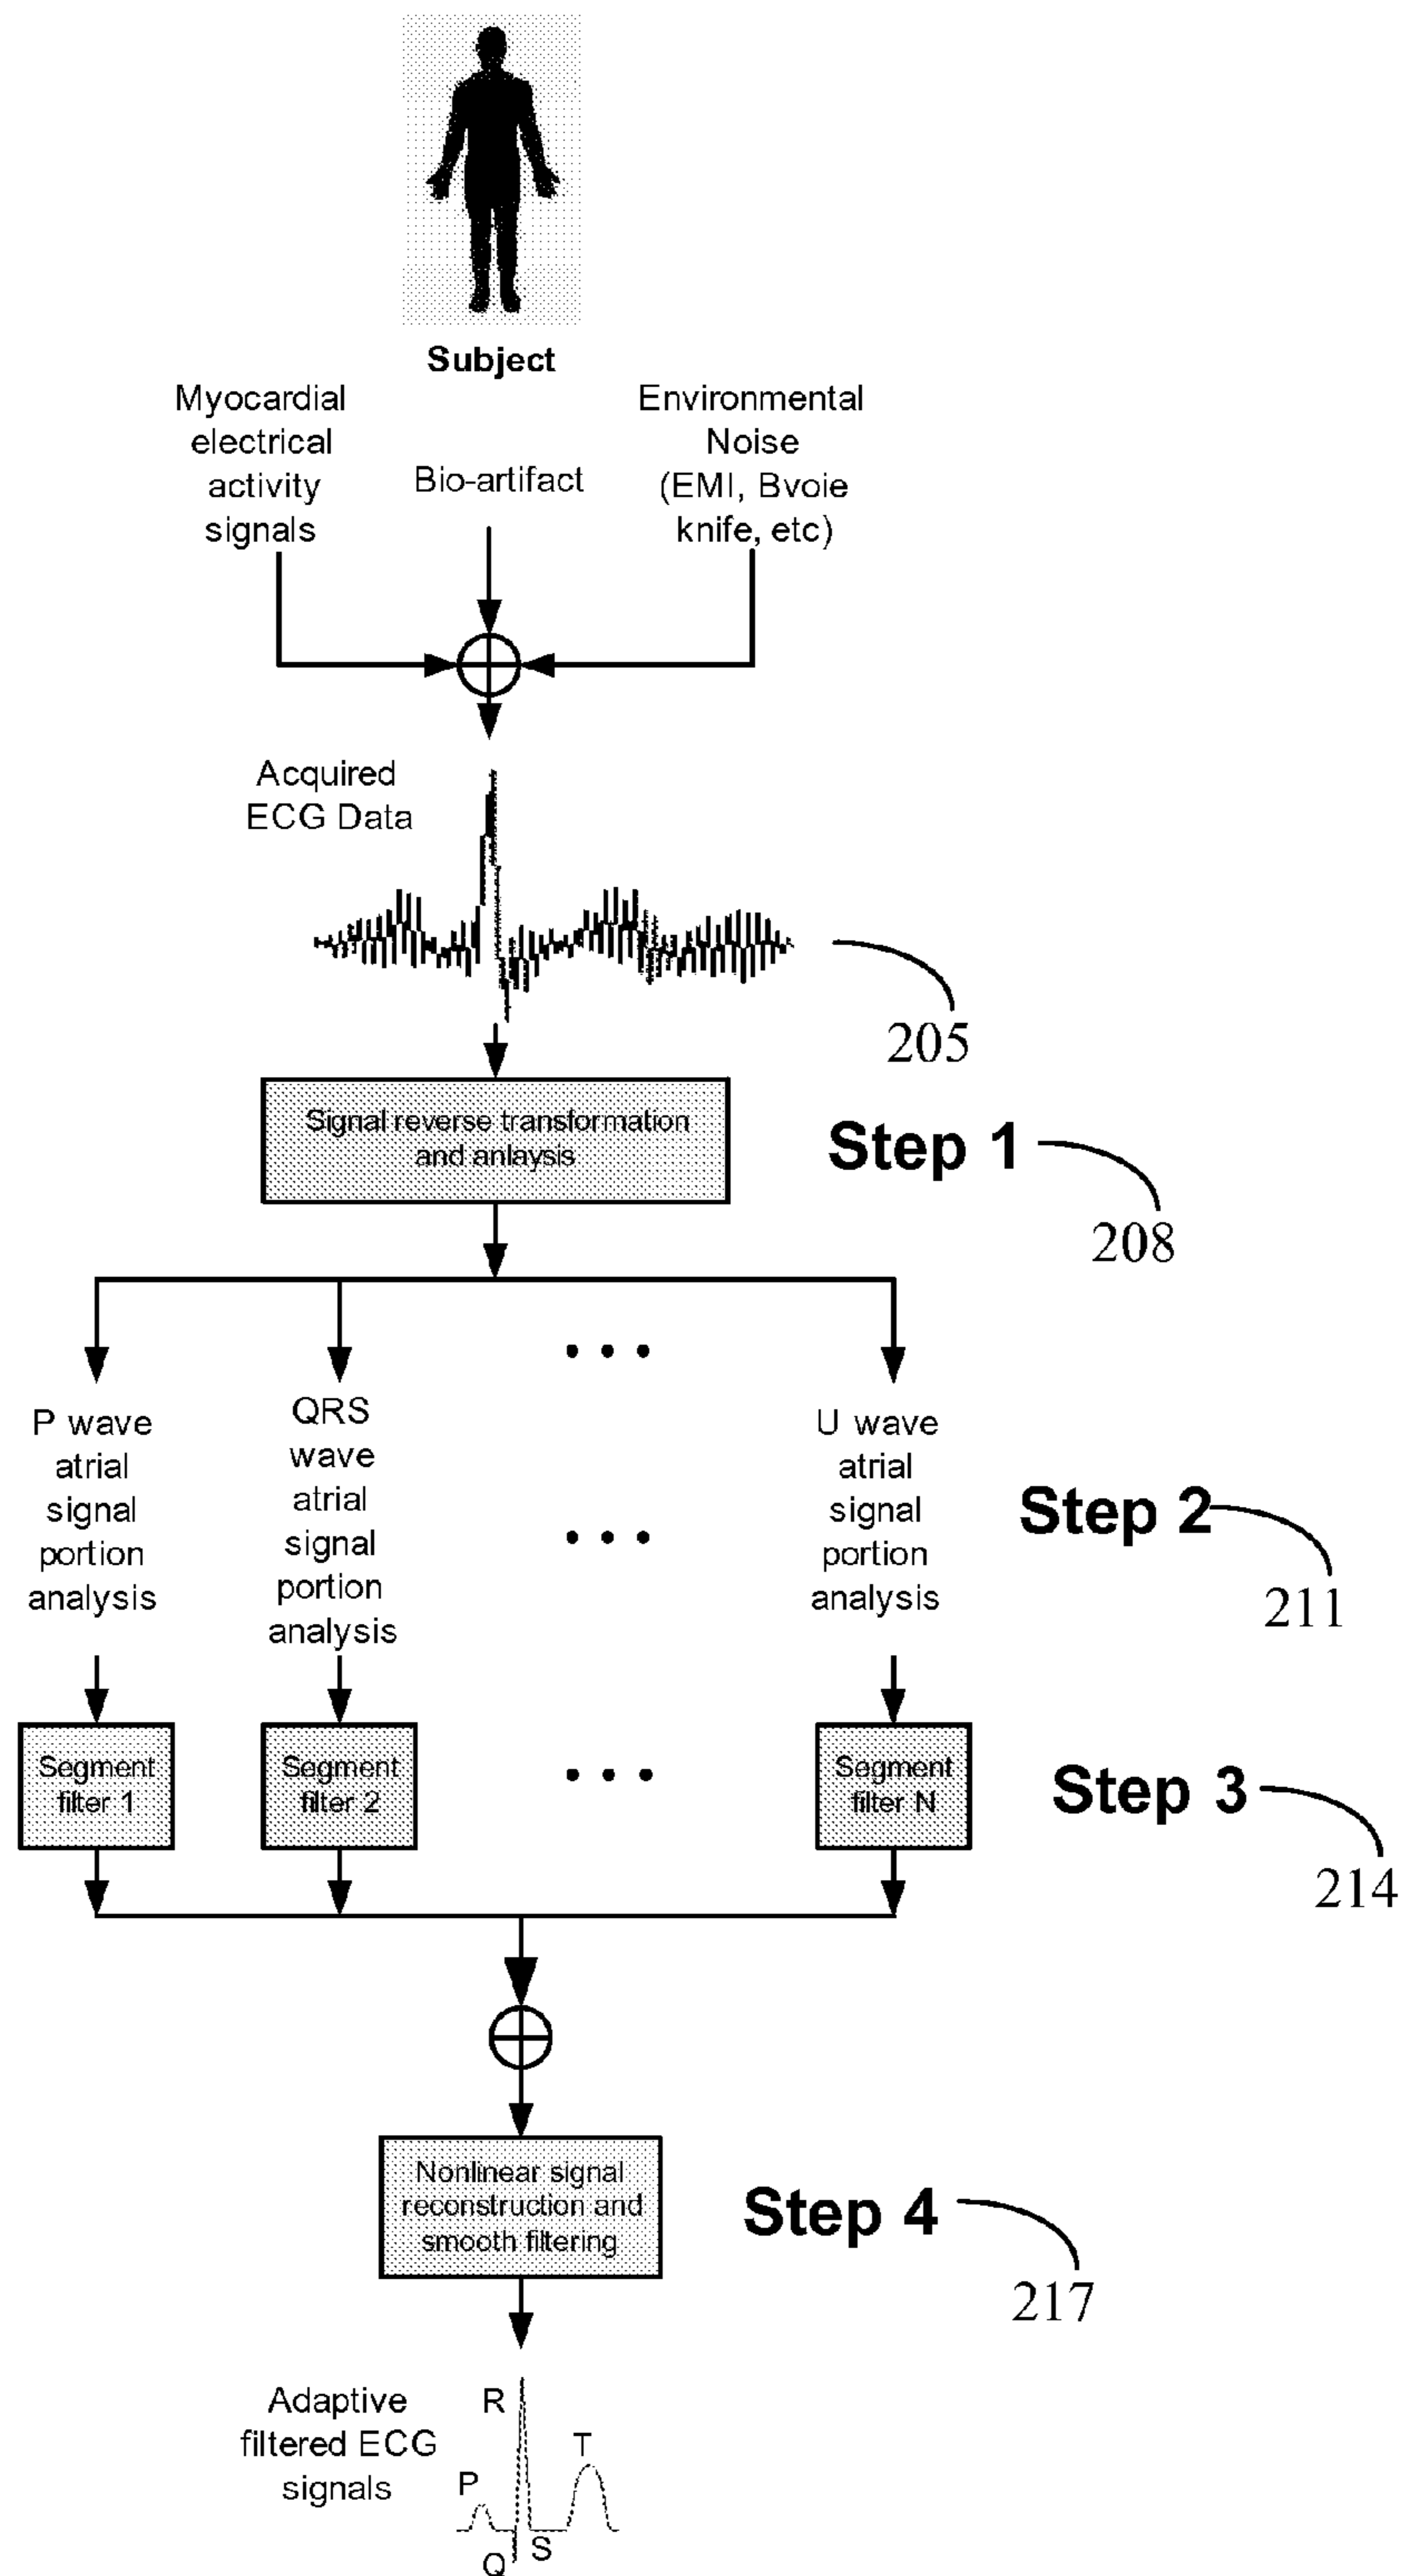 Subject
Myocardial
electrical
activity
signals
Bio-artifact
Environmental
Noise
(EMI, Bvoie
knife, etc)
Acquired
ECG Data
205
Signal reverse transformation
and anlaysis
Step 1
208
P wave
atrial
signal
portion
analysis
QRS
wave
atrial
signal
portion
analysis
• • •
• • •
U wave
atrial
signal
portion
analysis
Step 2
211
Segment
filter 1
Segment
filter 2
• • •
Segment
filter N
Step 3
214
Nonlinear signal
reconstruction and
smooth filtering
Step 4
217
Adaptive
filtered ECG
signals
P
Q
R
S
T